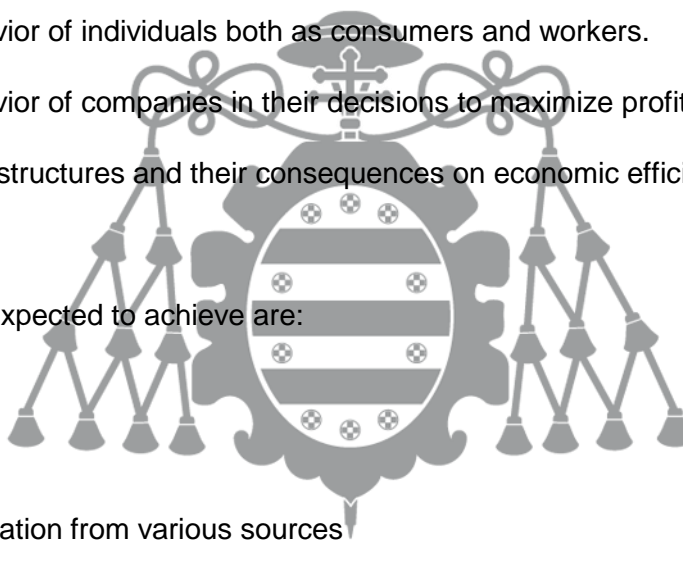 vior of individuals both as consumers and workers.
vior of companies in their decisions to maximize profit
structures and their consequences on economic effici
xpected to achieve are:
ation from various sources